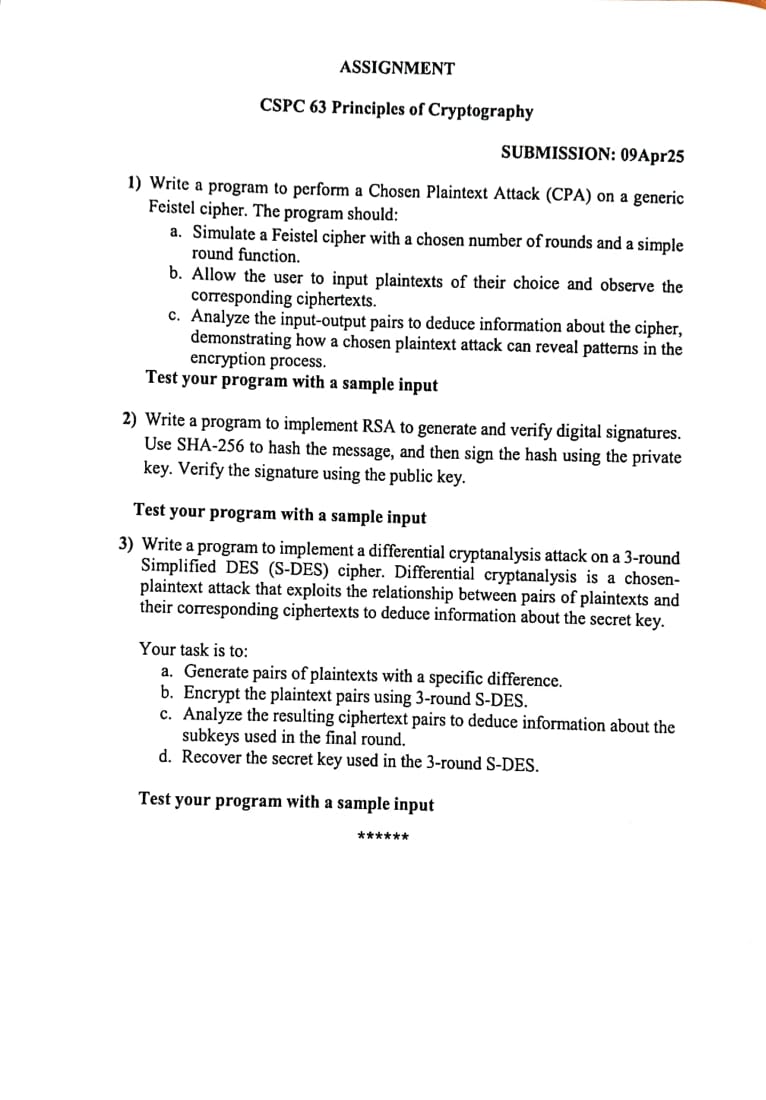 ASSIGNMENT
CSPC 63 Principles of Cryptography
SUBMISSION: 09Apr25
1) Write a program to perform a Chosen Plaintext Attack (CPA) on a generic
Feistel cipher. The program should:
a. Simulate a Feistel cipher with a chosen number of rounds and a simple
round function.
b. Allow the user to input plaintexts of their choice and observe the
corresponding ciphertexts.
c. Analyze the input-output pairs to deduce information about the cipher,
demonstrating how a chosen plaintext attack can reveal patterns in the
encryption process.
Test your program with a sample input
2) Write a program to implement RSA to generate and verify digital signatures.
Use SHA-256 to hash the message, and then sign the hash using the private
key. Verify the signature using the public key.
Test your program with a sample input
3) Write a program to implement a differential cryptanalysis attack on a 3-round
Simplified DES (S-DES) cipher. Differential cryptanalysis is a chosen-
plaintext attack that exploits the relationship between pairs of plaintexts and
their corresponding ciphertexts to deduce information about the secret key.
Your task is to:
a. Generate pairs of plaintexts with a specific difference.
b. Encrypt the plaintext pairs using 3-round S-DES.
c. Analyze the resulting ciphertext pairs to deduce information about the
subkeys used in the final round.
d. Recover the secret key used in the 3-round S-DES.
Test your program with a sample input
******